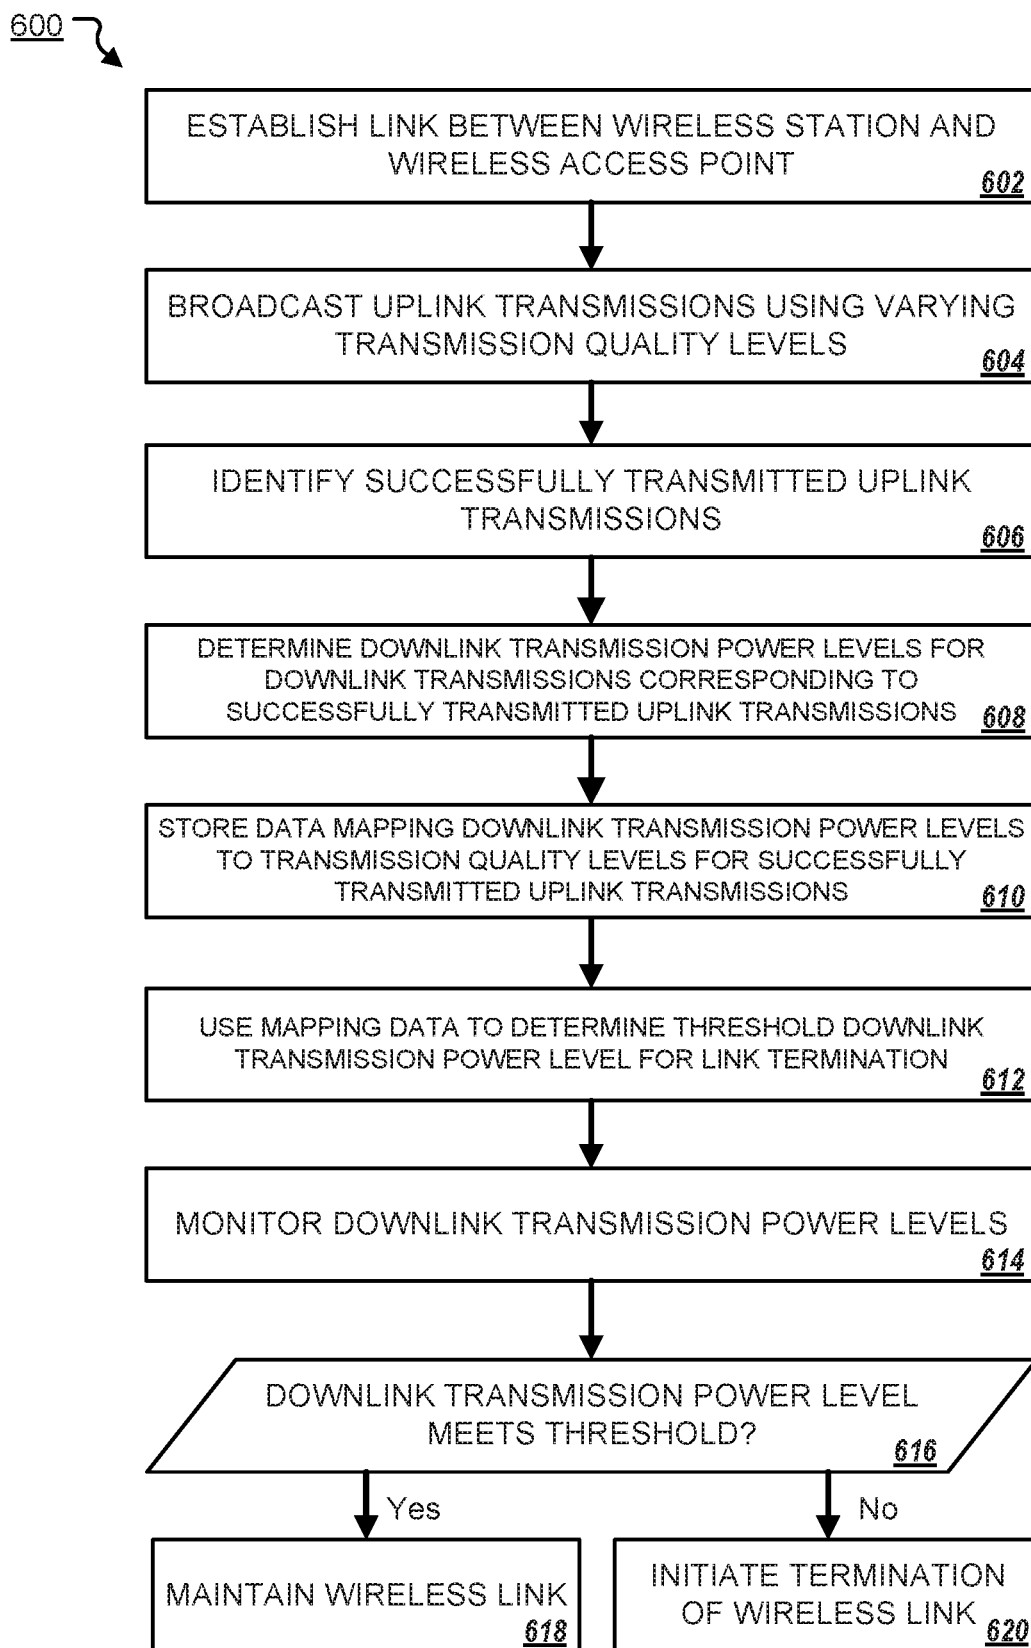 600
ESTABLISH LINK BETWEEN WIRELESS STATION AND
WIRELESS ACCESS POINT
602
BROADCAST UPLINK TRANSMISSIONS USING VARYING
TRANSMISSION QUALITY LEVELS
604
IDENTIFY SUCCESSFULLY TRANSMITTED UPLINK
TRANSMISSIONS
606
DETERMINE DOWNLINK TRANSMISSION POWER LEVELS FOR
DOWNLINK TRANSMISSIONS CORRESPONDING TO
SUCCESSFULLY TRANSMITTED UPLINK TRANSMISSIONS
608
STORE DATA MAPPING DOWNLINK TRANSMISSION POWER LEVELS
TO TRANSMISSION QUALITY LEVELS FOR SUCCESSFULLY
TRANSMITTED UPLINK TRANSMISSIONS
610
USE MAPPING DATA TO DETERMINE THRESHOLD DOWNLINK
TRANSMISSION POWER LEVEL FOR LINK TERMINATION
612
MONITOR DOWNLINK TRANSMISSION POWER LEVELS
614
DOWNLINK TRANSMISSION POWER LEVEL
MEETS THRESHOLD?
616
Yes
No
MAINTAIN WIRELESS LINK
618
INITIATE TERMINATION
OF WIRELESS LINK
620